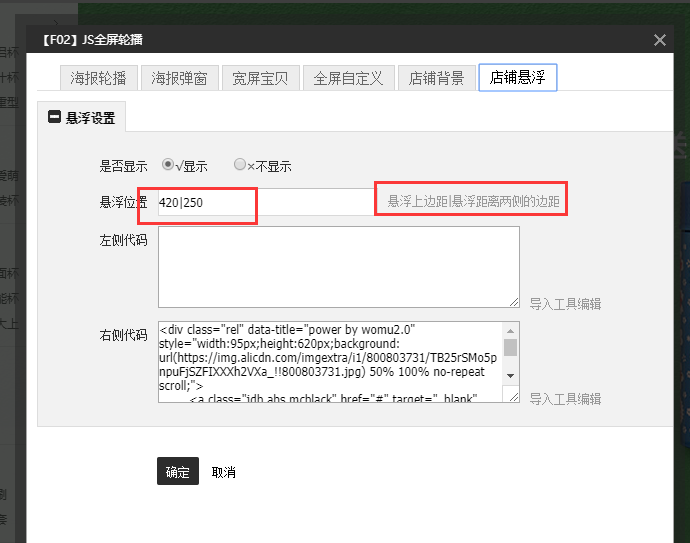 【F02】JS全屏轮播
海报轮播 海报弹窗 宽屏宝贝 全屏自定义 店铺背景 店铺悬浮
悬浮设置
是否显示 √显示 ×不显示
悬浮位置 420|250 悬浮上边距|悬浮距离两侧的边距
左侧代码
导入工具编辑
右侧代码
<div class="rel" data-title="power by womu2.0"
style="width:95px;height:620px;background:
url(https://img.alicdn.com/imgextra/i1/800803731/TB25rSMo5p
npuFjSZFIXXXh2VXa_!!800803731.jpg) 50% 100% no-repeat
scroll;">
<a class="jdb abs mcblack" href="#" target="_blank"
导入工具编辑
确定 取消